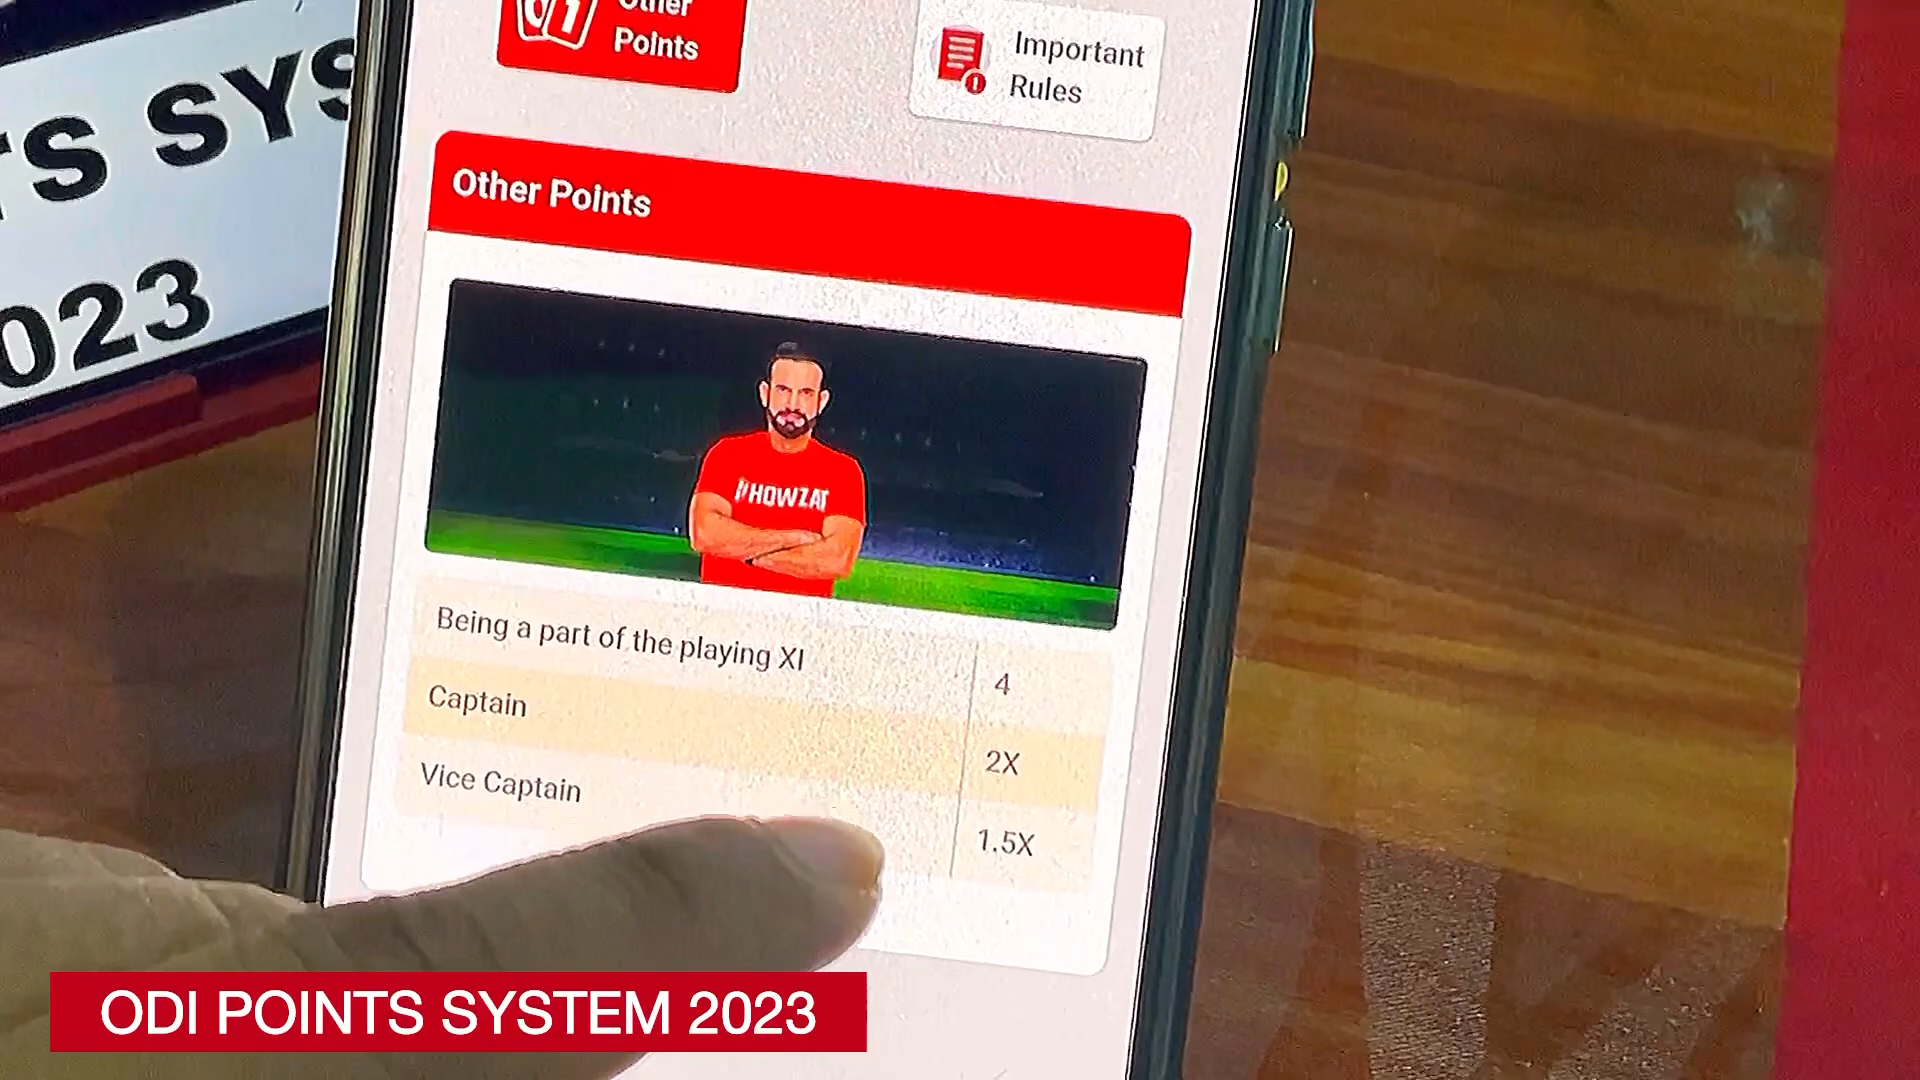 TS SYS
023
Other
Points
Important
Rules
Other Points
#HOWZAT
Being a part of the playing XI 4
Captain 2X
Vice Captain 1.5X
ODI POINTS SYSTEM 2023